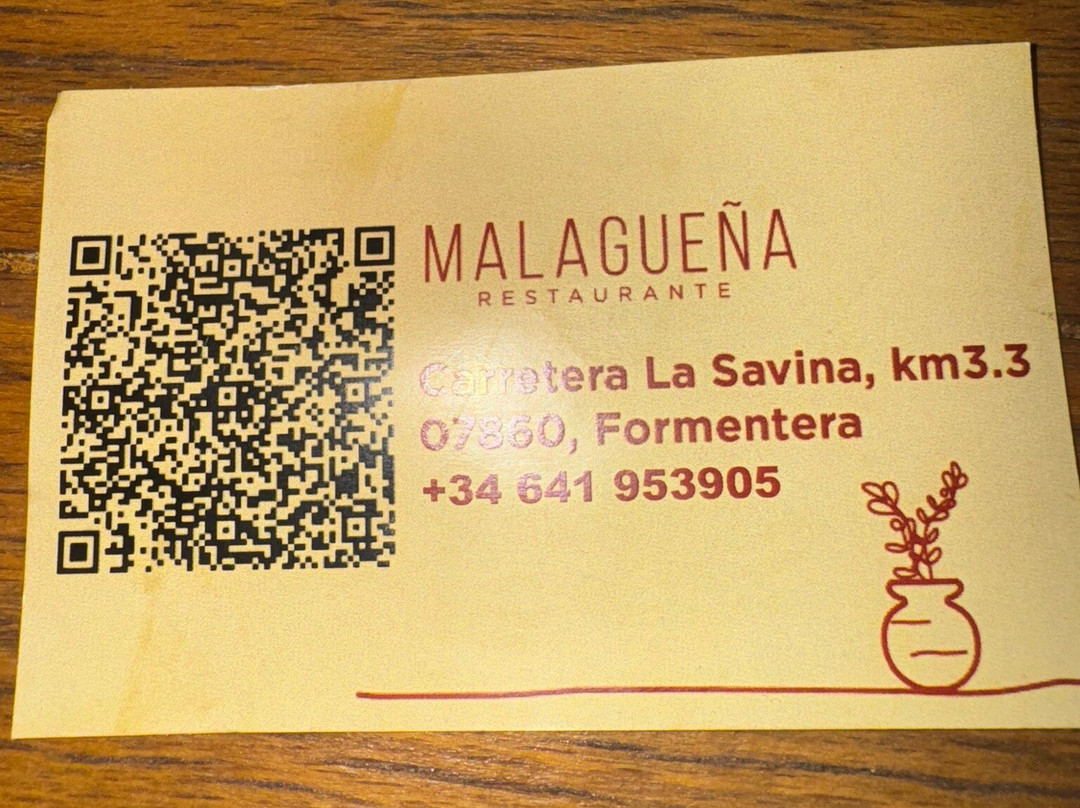 MALAGUEÑA
RESTAURANTE
Carretera La Savina, km3.3
07860, Formentera
+34 641 953905